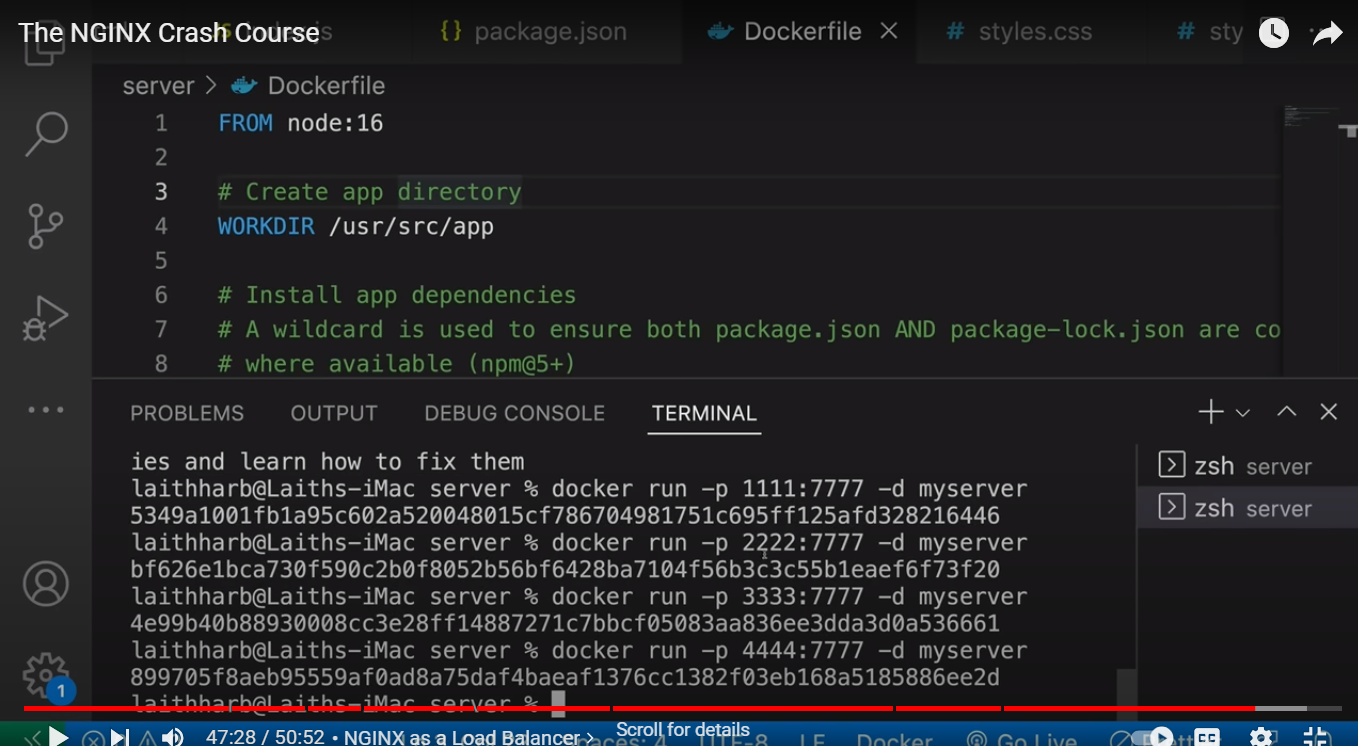 The NGINX Crash Course
index.js
{} package.json
Dockerfile
# styles.css
# sty
server > Dockerfile
1 FROM node:16
2
3 # Create app directory
4 WORKDIR /usr/src/app
5
6 # Install app dependencies
7 # A wildcard is used to ensure both package.json AND package-lock.json are co
8 # where available (npm@5+)
PROBLEMS OUTPUT DEBUG CONSOLE TERMINAL
ies and learn how to fix them
laithharb@Laiths-iMac server % docker run -p 1111:7777 -d myserver
5349a1001fb1a95c602a520048015cf786704981751c695ff125afd328216446
laithharb@Laiths-iMac server % docker run -p 2222:7777 -d myserver
bf626e1bca730f590c2b0f8052b56bf6428ba7104f56b3c3c55b1eaef6f73f20
laithharb@Laiths-iMac server % docker run -p 3333:7777 -d myserver
4e99b40b88930008cc3e28ff14887271c7bbcf05083aa836ee3dda3d0a536661
laithharb@Laiths-iMac server % docker run -p 4444:7777 -d myserver
899705f8aeb95559af0ad8a75daf4baeaf1376cc1382f03eb168a5185886ee2d
laithharb@Laiths-iMac server %
zsh server
zsh server
1
Scroll for details
47:28 / 50:52 • NGINX as a Load Balancer >
Spaces: 4 UTF-8 LF Docker Go Live
CC